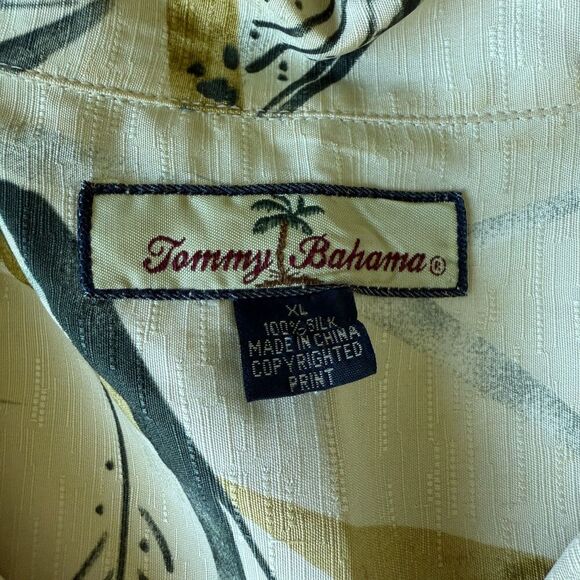 Tommy Bahama®
XL
100% SILK
MADE IN CHINA
COPYRIGHTED
PRINT